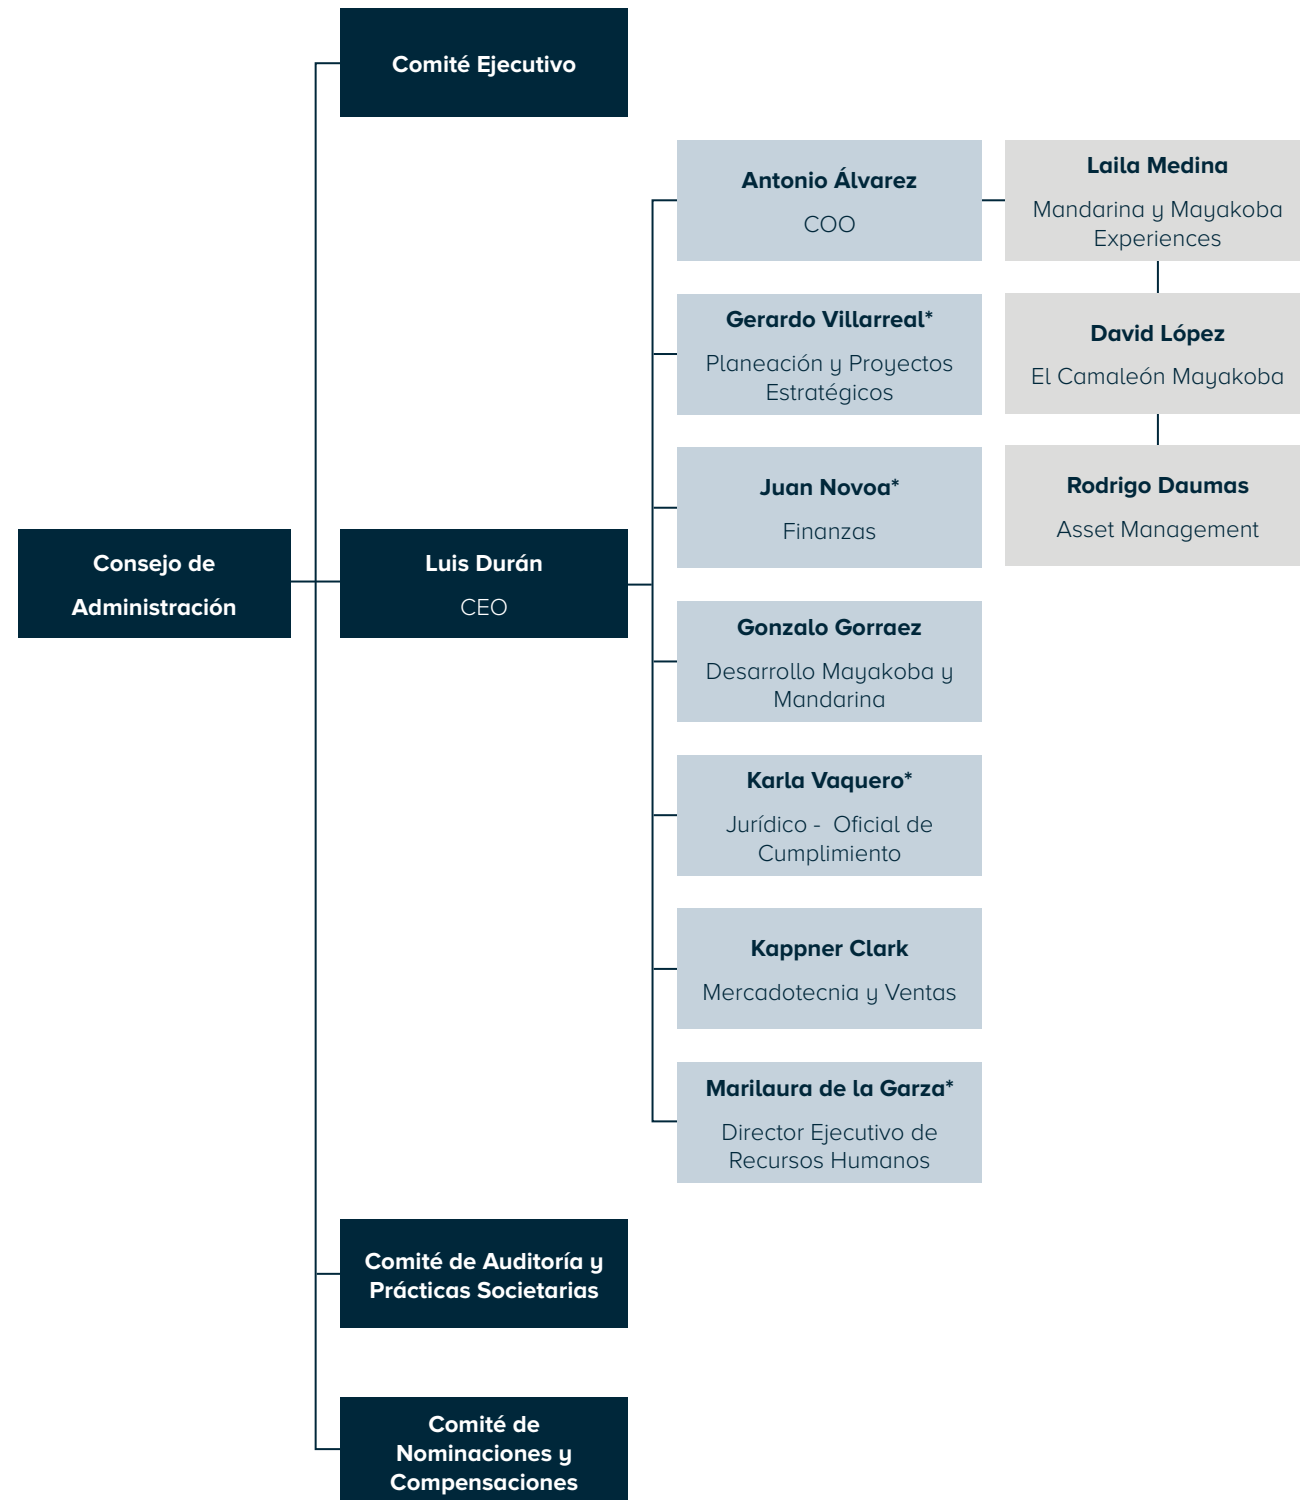 Comité Ejecutivo
Antonio Álvarez
COO
Laila Medina
Mandarina y Mayakoba
Experiences
Gerardo Villarreal*
Planeación y Proyectos
Estratégicos
David López
El Camaleón Mayakoba
Juan Novoa*
Finanzas
Rodrigo Daumas
Asset Management
Consejo de
Administración
Luis Durán
CEO
Gonzalo Gorraez
Desarrollo Mayakoba y
Mandarina
Karla Vaquero*
Jurídico - Oficial de
Cumplimiento
Kappner Clark
Mercadotecnia y Ventas
Marilaura de la Garza*
Director Ejecutivo de
Recursos Humanos
Comité de Auditoría y
Prácticas Societarias
Comité de
Nominaciones y
Compensaciones